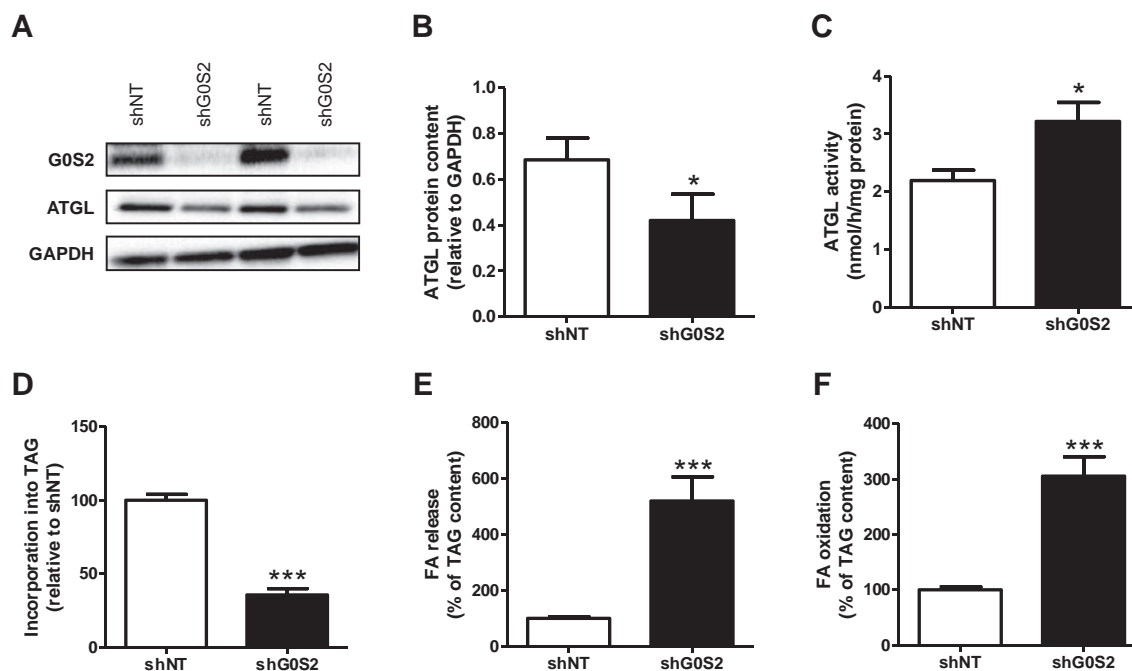 A
shNT
shG0S2
shNT
shG0S2
G0S2
ATGL
GAPDH
B
ATGL protein content
(relative to GAPDH)
0.8
0.6
0.4
0.2
0.0
*
shNT
shG0S2
C
ATGL activity
(nmol/h/mg protein)
4
3
2
1
0
*
shNT
shG0S2
D
Incorporation into TAG
(relative to shNT)
150
100
50
0
***
shNT
shG0S2
E
FA release
(% of TAG content)
800
600
400
200
0
***
shNT
shG0S2
F
FA oxidation
(% of TAG content)
400
300
200
100
0
***
shNT
shG0S2